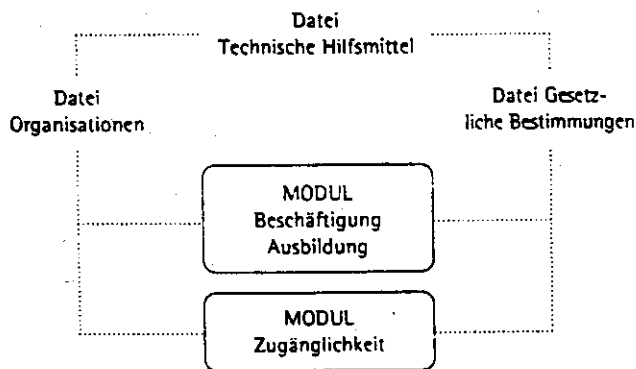 Datei
Technische Hilfsmittel
Datei
Organisationen
Datei Gesetz-
liche Bestimmungen
MODUL
Beschäftigung
Ausbildung
MODUL
Zugänglichkeit